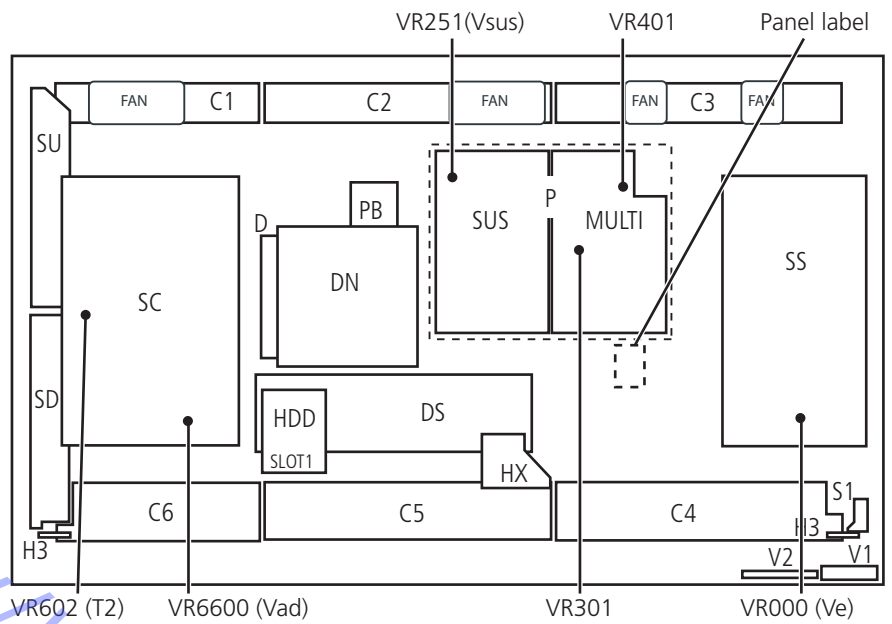 VR251(Vsus) VR401 Panel label
FAN C1 C2 FAN FAN C3 FAN
SU
D PB SUS P MULTI
SC DN SS
SD HDD DS
SLOT1 HX
C6 C5 C4 S1
H3 H3
V2 V1
VR602 (T2) VR6600 (Vad) VR301 VR000 (Ve)